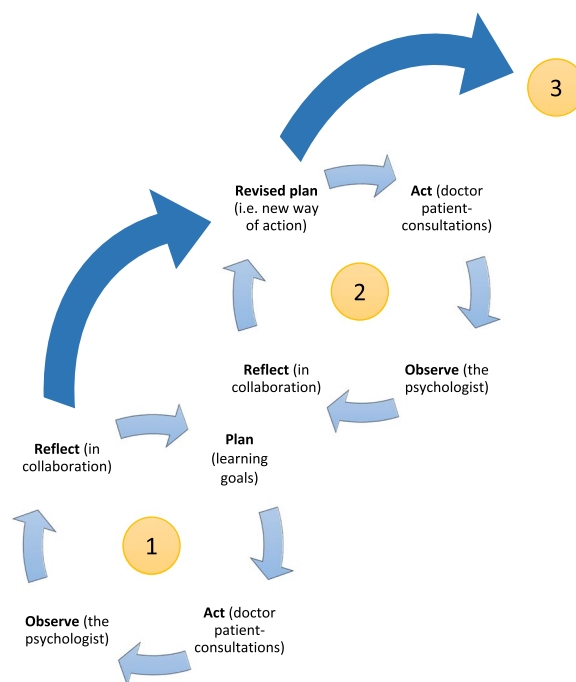 3
Revised plan
(i.e. new way
of action)
Act (doctor
patient-
consultations)
2
Reflect (in
collaboration)
Observe (the
psychologist)
Reflect (in
collaboration)
Plan
(learning
goals)
1
Observe (the
psychologist)
Act (doctor
patient-
consultations)